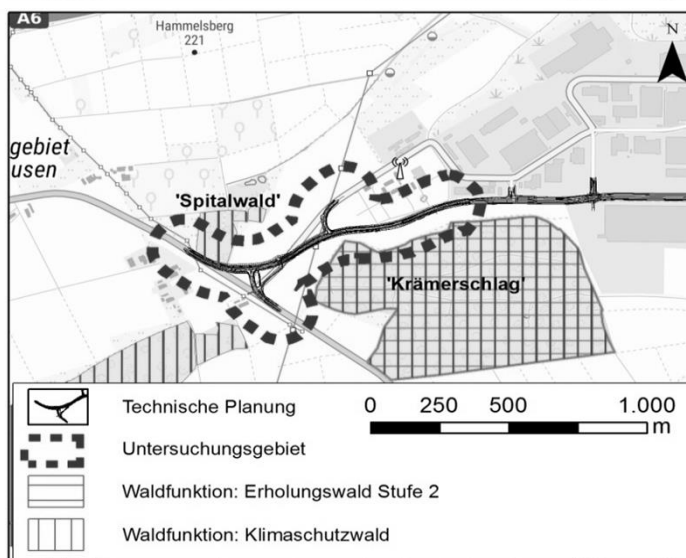 A6
Hammelsberg
221
N
gebiet
usen
'Spitalwald'
'Krämerschlag'
Technische Planung
0 250 500 1.000
m
Untersuchungsgebiet
Waldfunktion: Erholungswald Stufe 2
Waldfunktion: Klimaschutzwald